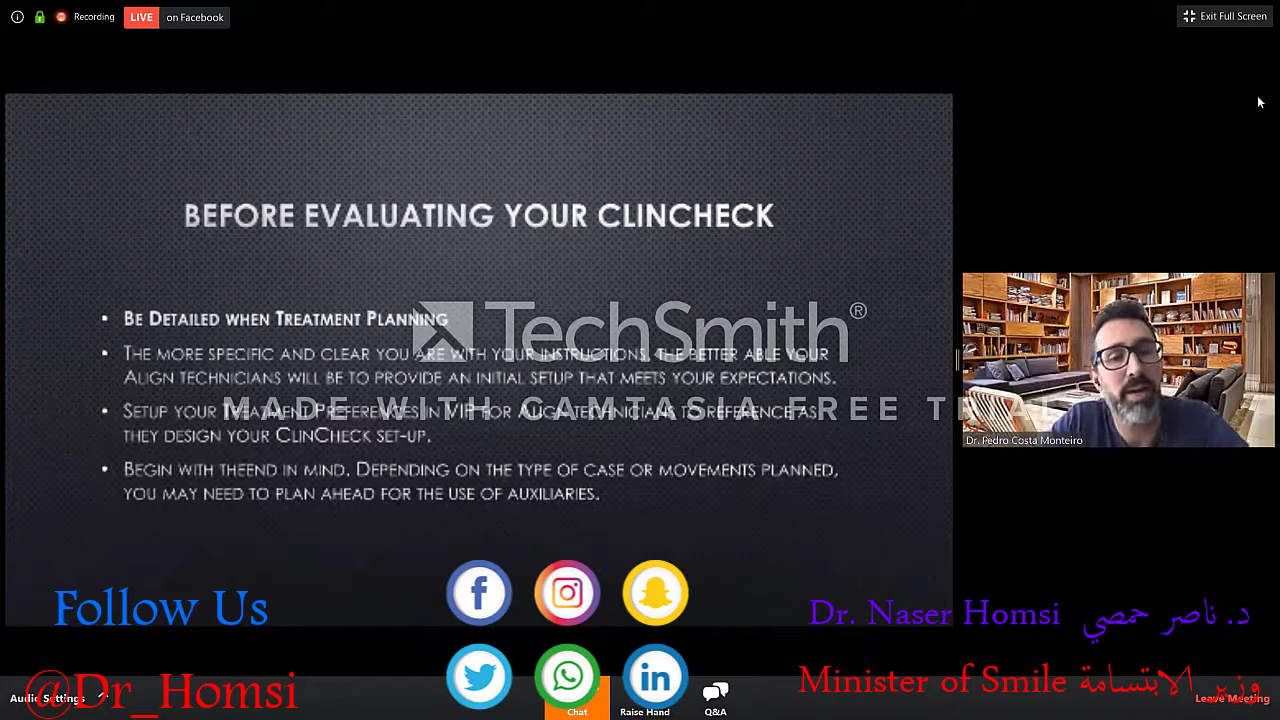 Recording
LIVE on Facebook
Exit Full Screen
BEFORE EVALUATING YOUR CLINCHECK
• BE DETAILED WHEN TREATMENT PLANNING
• THE MORE SPECIFIC AND CLEAR YOU ARE WITH YOUR INSTRUCTIONS, THE BETTER ABLE YOUR
ALIGN TECHNICIANS WILL BE TO PROVIDE AN INITIAL SETUP THAT MEETS YOUR EXPECTATIONS.
• SETUP YOUR TREATMENT PREFERENCES IN VIP FOR ALIGN TECHNICIANS TO REFERENCE AS
THEY DESIGN YOUR CLINCHECK SET-UP.
• BEGIN WITH THEEND IN MIND. DEPENDING ON THE TYPE OF CASE OR MOVEMENTS PLANNED,
YOU MAY NEED TO PLAN AHEAD FOR THE USE OF AUXILIARIES.
TechSmith®
MADE WITH CAMTASIA FREE TRIAL
Dr. Pedro Costa Monteiro
Follow Us
Dr. Naser Homsi د. ناصر حمصي
@Dr_Homsi
Minister of Smile وزير الابتسامة
Audio Settings
Chat
Raise Hand
Q&A
Leave Meeting